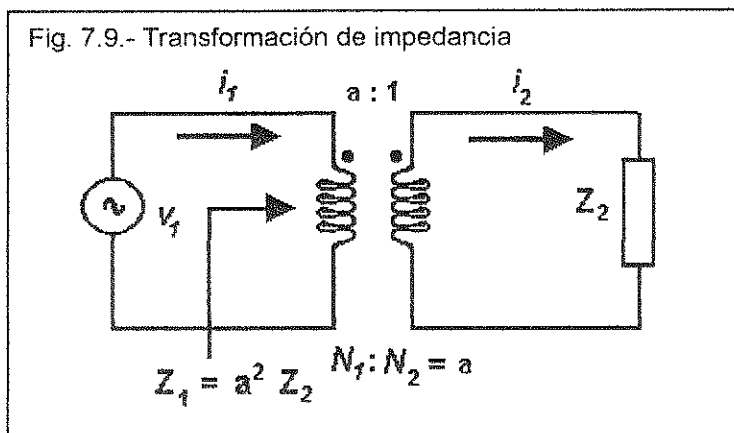 Fig. 7.9.- Transformación de impedancia
i₁ a : 1 i₂
v₁ Z₂
Z₁ = a² Z₂ N₁: N₂ = a